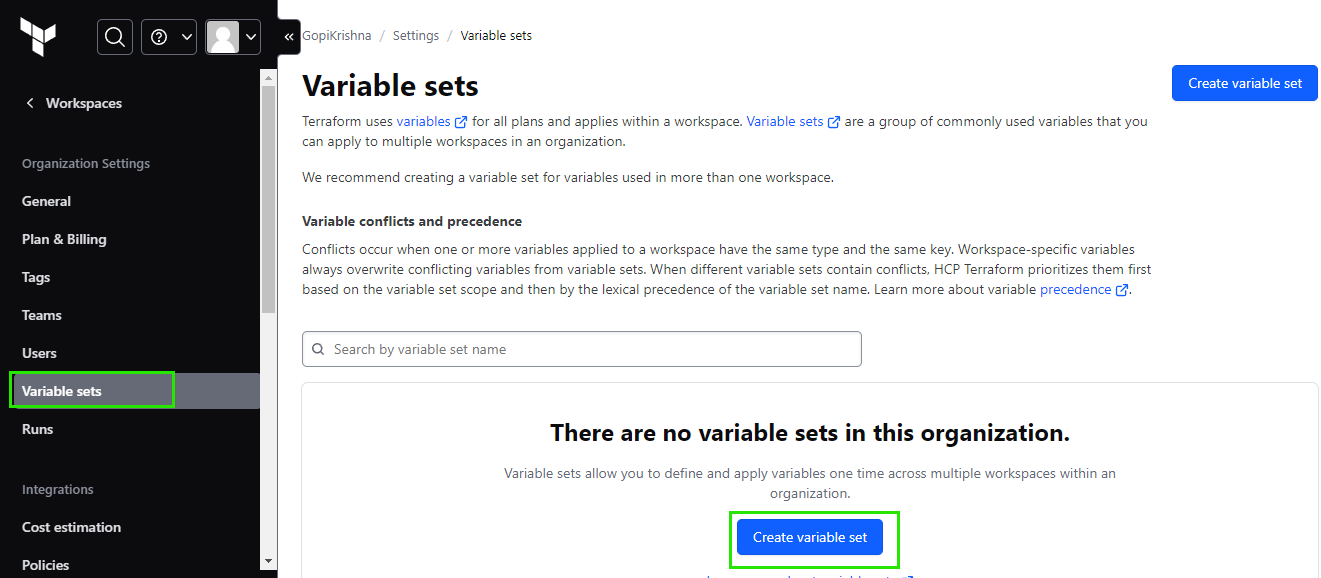 «
GopiKrishna / Settings / Variable sets
Workspaces
Organization Settings
General
Plan & Billing
Tags
Teams
Users
Variable sets
Runs
Integrations
Cost estimation
Policies
Variable sets
Create variable set
Terraform uses variables for all plans and applies within a workspace. Variable sets are a group of commonly used variables that you
can apply to multiple workspaces in an organization.
We recommend creating a variable set for variables used in more than one workspace.
Variable conflicts and precedence
Conflicts occur when one or more variables applied to a workspace have the same type and the same key. Workspace-specific variables
always overwrite conflicting variables from variable sets. When different variable sets contain conflicts, HCP Terraform prioritizes them first
based on the variable set scope and then by the lexical precedence of the variable set name. Learn more about variable precedence.
Search by variable set name
There are no variable sets in this organization.
Variable sets allow you to define and apply variables one time across multiple workspaces within an
organization.
Create variable set